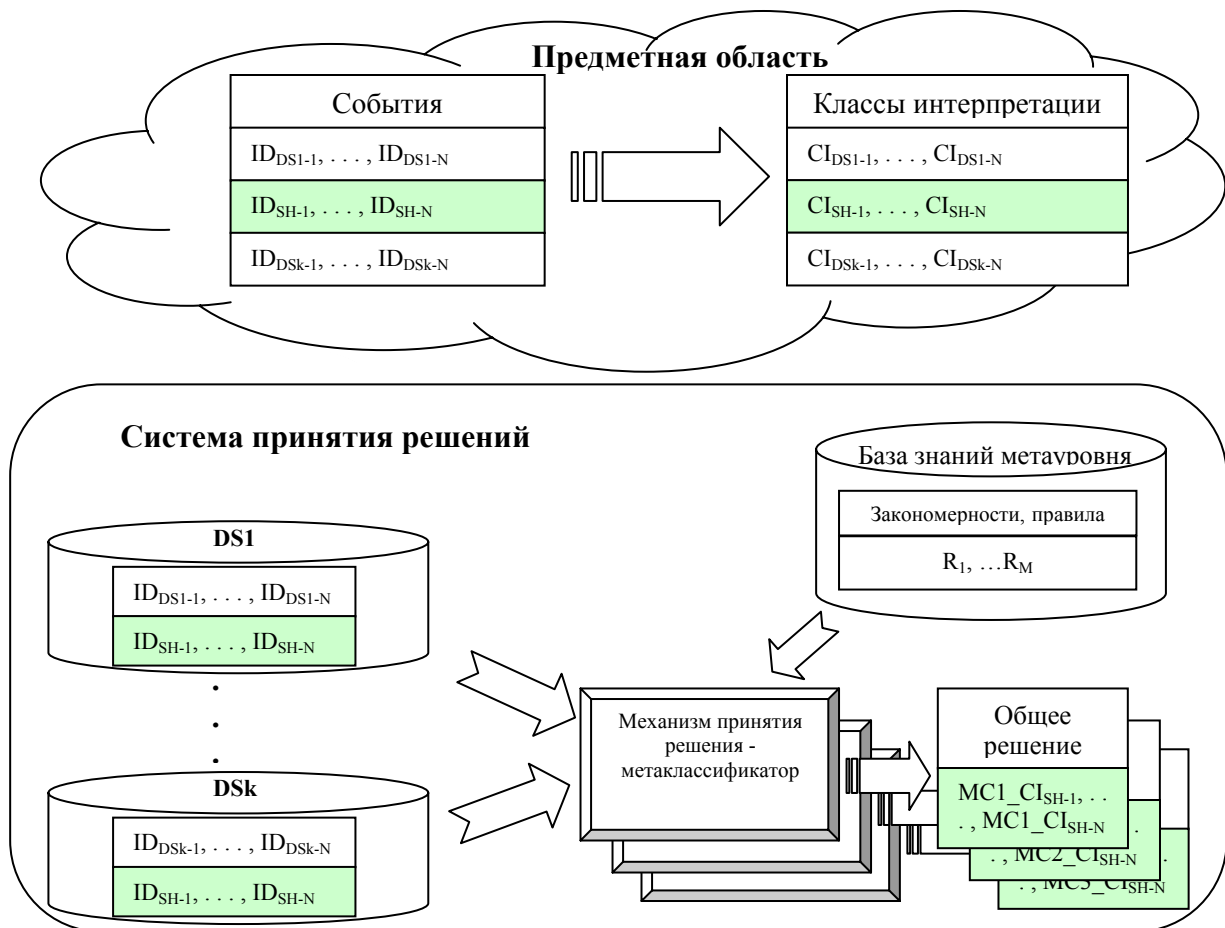 Предметная область
События
ID_DS1-1, . . . , ID_DS1-N
ID_SH-1, . . . , ID_SH-N
ID_DSk-1, . . . , ID_DSk-N
Классы интерпретации
CI_DS1-1, . . . , CI_DS1-N
CI_SH-1, . . . , CI_SH-N
CI_DSk-1, . . . , CI_DSk-N
Система принятия решений
База знаний метауровня
Закономерности, правила
R_1, …R_M
DS1
ID_DS1-1, . . . , ID_DS1-N
ID_SH-1, . . . , ID_SH-N
.
.
.
DSk
ID_DSk-1, . . . , ID_DSk-N
ID_SH-1, . . . , ID_SH-N
Механизм принятия
решения -
метаклассификатор
Общее
решение
MC1_CI_SH-1, . .
. , MC1_CI_SH-N
. , MC2_CI_SH-N
. , MC3_CI_SH-N